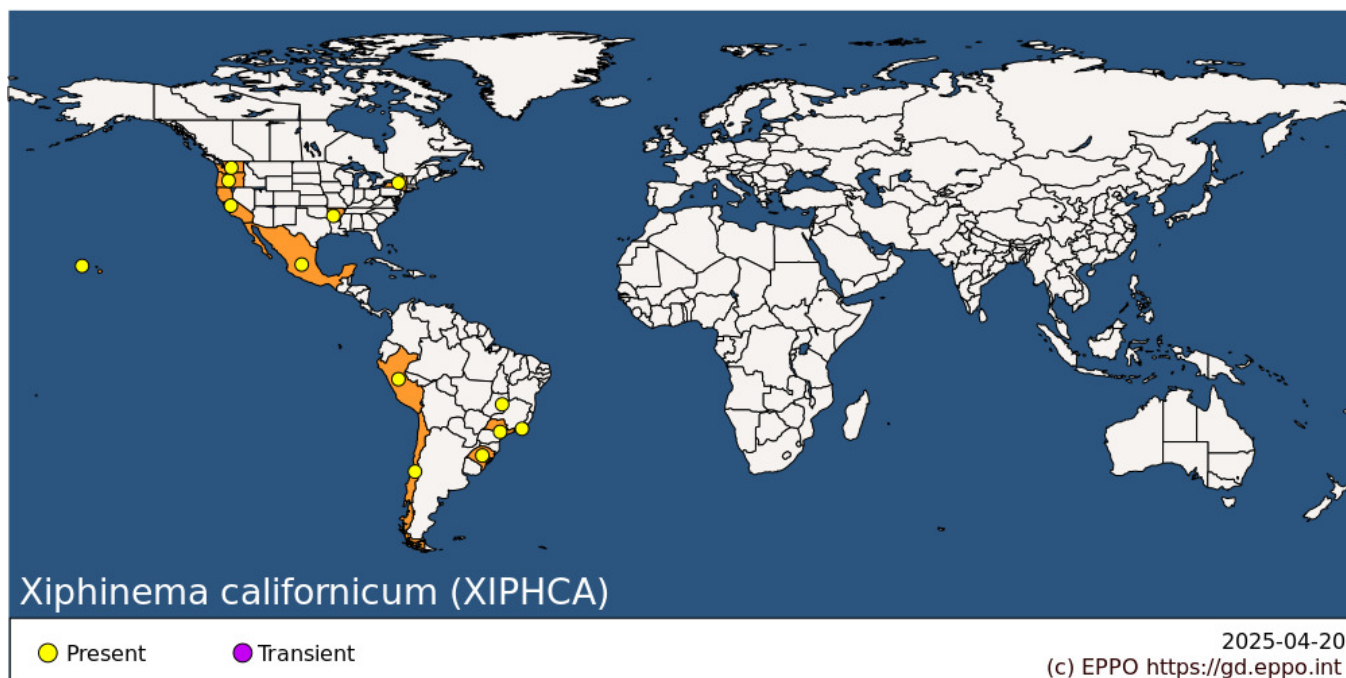 Xiphinema californicum (XIPHCA)
Present
Transient
2025-04-20
(c) EPPO https://gd.eppo.int